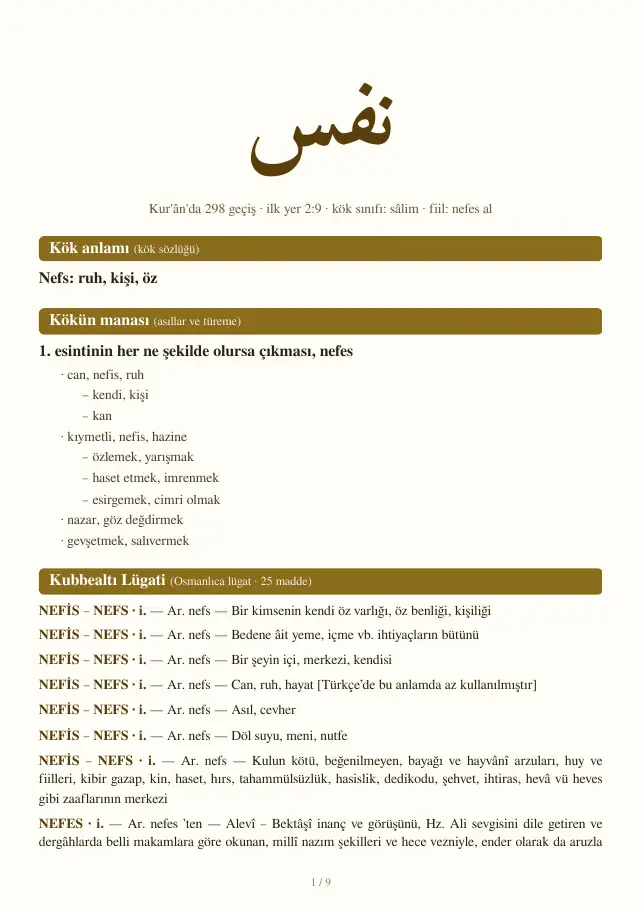 نفس
Kur'ân'da 298 geçiş · ilk yer 2:9 · kök sınıfı: sâlim · fiil: nefes al
Kök anlamı (kök sözlüğü)
Nefs: ruh, kişi, öz
Kökün manası (asıllar ve türeme)
1. esintinin her ne şekilde olursa çıkması, nefes
· can, nefis, ruh
– kendi, kişi
– kan
· kıymetli, nefis, hazine
– özlemek, yarışmak
– haset etmek, imrenmek
– esirgemek, cimri olmak
· nazar, göz değdirmek
· gevşetmek, salıvermek
Kubbealtı Lügati (Osmanlıca lügat · 25 madde)
NEFİS – NEFS · i. — Ar. nefs — Bir kimsenin kendi öz varlığı, öz benliği, kişiliği
NEFİS – NEFS · i. — Ar. nefs — Bedene âit yeme, içme vb. ihtiyaçların bütünü
NEFİS – NEFS · i. — Ar. nefs — Bir şeyin içi, merkezi, kendisi
NEFİS – NEFS · i. — Ar. nefs — Can, ruh, hayat [Türkçe'de bu anlamda az kullanılmıştır]
NEFİS – NEFS · i. — Ar. nefs — Asıl, cevher
NEFİS – NEFS · i. — Ar. nefs — Döl suyu, meni, nutfe
NEFİS – NEFS · i. — Ar. nefs — Kulun kötü, beğenilmeyen, bayağı ve hayvânî arzuları, huy ve
fiilleri, kibir gazap, kin, haset, hırs, tahammülsüzlük, hasislik, dedikodu, şehvet, ihtiras, hevâ vü heves
gibi zaaflarının merkezi
NEFES · i. — Ar. nefes 'ten — Alevî – Bektâşî inanç ve görüşünü, Hz. Ali sevgisini dile getiren ve
dergâhlarda belli makamlara göre okunan, millî nazım şekilleri ve hece vezniyle, ender olarak da aruzla
1 / 9